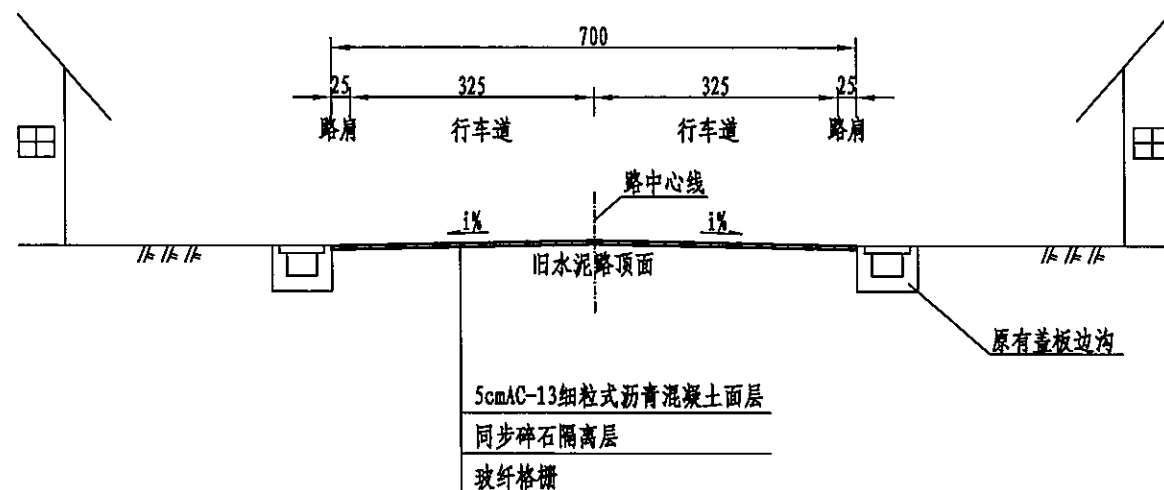 700
25 325 325 25
路肩 行车道 行车道 路肩
路中心线
i% i%
旧水泥路顶面
原有盖板边沟
5cmAC-13细粒式沥青混凝土面层
同步碎石隔离层
玻纤格栅